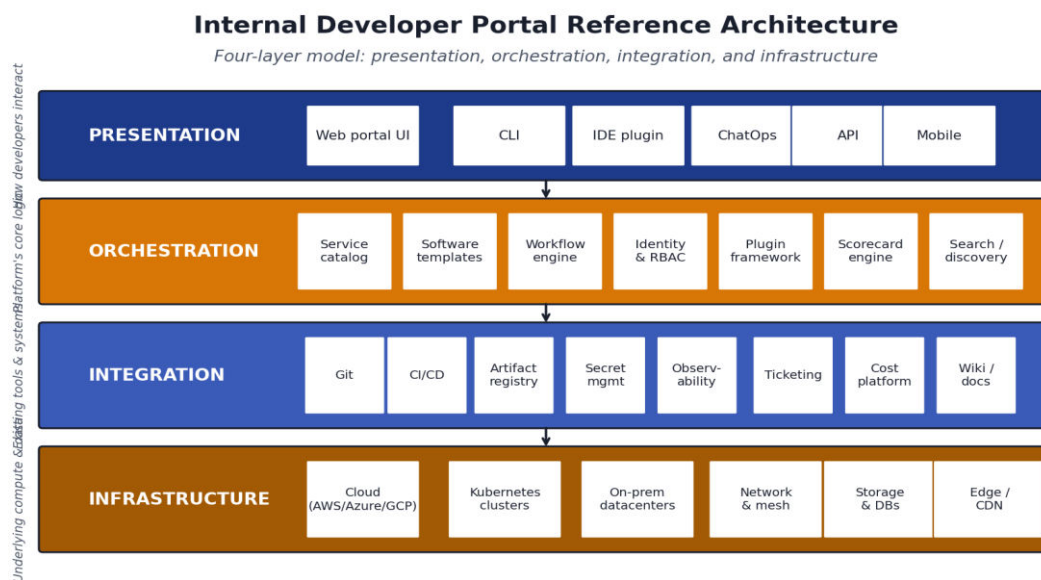 Internal Developer Portal Reference Architecture
Four-layer model: presentation, orchestration, integration, and infrastructure
How developers interact
PRESENTATION
Web portal UI
CLI
IDE plugin
ChatOps
API
Mobile
Platform's core logic
ORCHESTRATION
Service
catalog
Software
templates
Workflow
engine
Identity
& RBAC
Plugin
framework
Scorecard
engine
Search /
discovery
Existing tools & systems
INTEGRATION
Git
CI/CD
Artifact
registry
Secret
mgmt
Observ-
ability
Ticketing
Cost
platform
Wiki /
docs
Underlying compute &
INFRASTRUCTURE
Cloud
(AWS/Azure/GCP)
Kubernetes
clusters
On-prem
datacenters
Network
& mesh
Storage
& DBs
Edge /
CDN